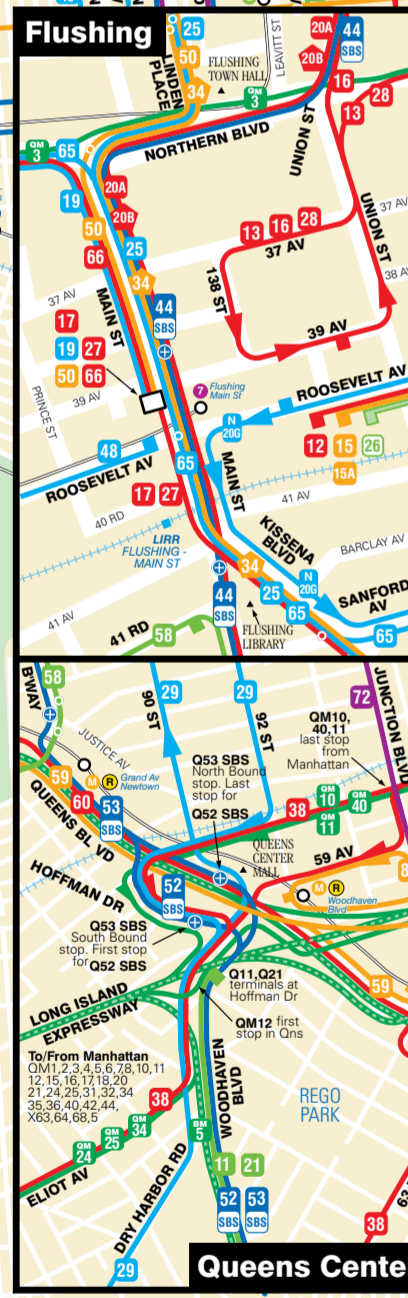 Flushing
25
50
LINDEN
PLACE
34
FLUSHING
TOWN HALL
LEAVITT ST
20A
44
SBS
20B
16
28
13
QM
3
QM
3
65
NORTHERN BLVD
UNION ST
19
20A
20B
50
25
66
34
13 16 28
37 AV
UNION ST
37 AV
38 AV
138 ST
37 AV
MAIN ST
44
SBS
17
19 27
50 66
39 AV
39 AV
PRINCE ST
7
Flushing
Main St
ROOSEVELT AV
N
20G
12 15 26
15A
48
ROOSEVELT AV
65
MAIN ST
17 27
41 AV
40 RD
LIRR
FLUSHING -
MAIN ST
KISSENA
BLVD
BARCLAY AV
34
25
65
N
20G
SANFORD
AV
65
44
SBS
41 AV
41 RD
58
FLUSHING
LIBRARY
B'WAY
58
JUSTICE AV
90 ST
29
29
92 ST
72
JUNCTION BLVD
QM10,
40,11
last stop
from
Manhattan
59
60
53
SBS
M R
Grand Av
Newtown
QUEENS BL VD
Q53 SBS
North Bound
stop. Last
stop for
Q52 SBS
38
QM
10
QM
40
QM
11
QUEENS
CENTER
MALL
59 AV
HOFFMAN DR
52
SBS
M R
Woodhaven
Blvd
Q53 SBS
South Bound
stop. First stop
for Q52 SBS
59
Q11,Q21
terminals at
Hoffman Dr
LONG ISLAND
EXPRESSWAY
QM12 first
stop in Qns
To/From Manhattan
QM1,2,3,4,5,6,7,8,10,11
12,15,16,17,18,20
21,24,25,31,32,34
35,36,40,42,44,
X63,64,68,5
38
WOODHAVEN
BLVD
REGO
PARK
QM
34
QM
25
QM
24
BM
5
ELIOT AV
11 21
DRY HARBOR RD
52
SBS
53
SBS
38
29
Queens Cente